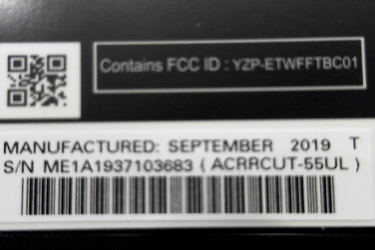 Contains FCC ID : YZP-ETWFFTBC01
MANUFACTURED: SEPTEMBER 2019 T
S/N ME1A1937103683 ( ACRRCUT-55UL )